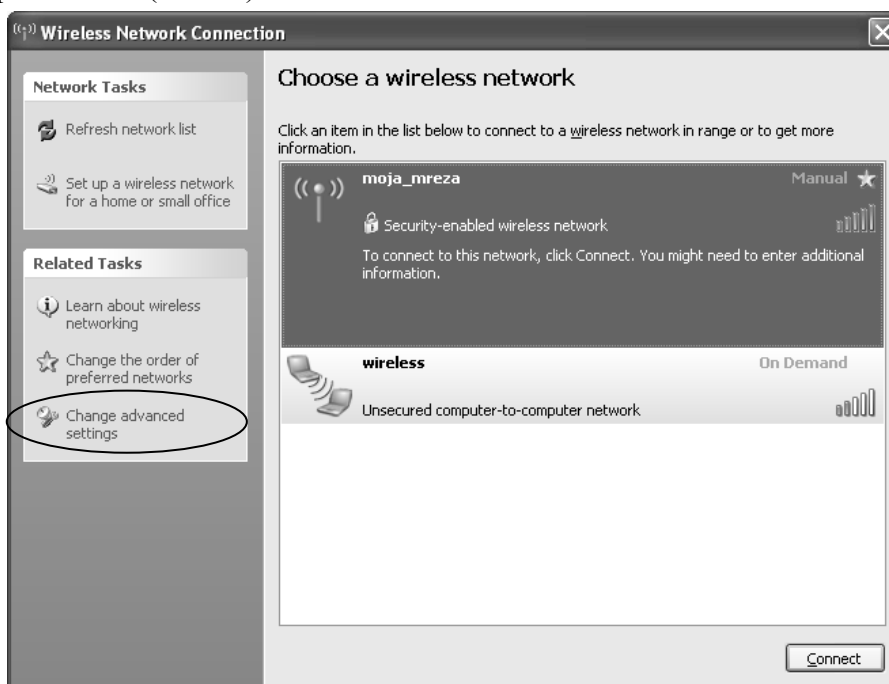 Wireless Network Connection
Network Tasks
Refresh network list
Set up a wireless network
for a home or small office
Related Tasks
Learn about wireless
networking
Change the order of
preferred networks
Change advanced
settings
Choose a wireless network
Click an item in the list below to connect to a wireless network in range or to get more
information.
moja_mreza
Manual
Security-enabled wireless network
To connect to this network, click Connect. You might need to enter additional
information.
wireless
On Demand
Unsecured computer-to-computer network
Connect